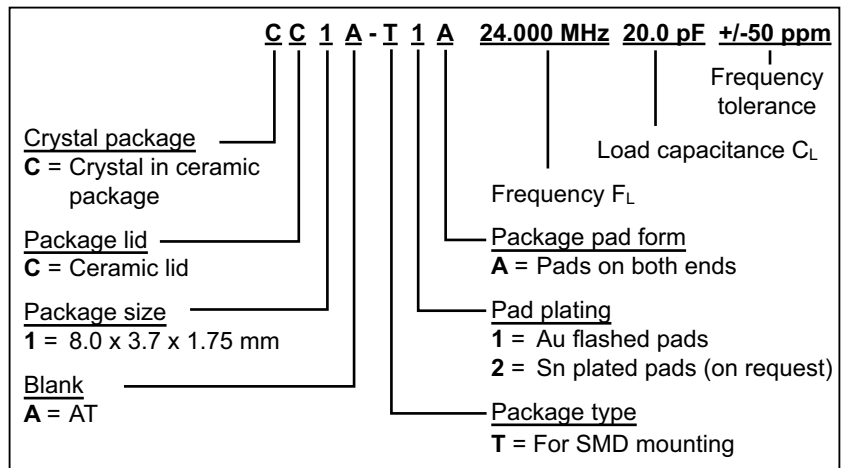 C C 1 A - T 1 A 24.000 MHz 20.0 pF +/-50 ppm
Frequency
tolerance
Load capacitance CL
Frequency FL
Crystal package
C = Crystal in ceramic
package
Package lid
C = Ceramic lid
Package size
1 = 8.0 x 3.7 x 1.75 mm
Blank
A = AT
Package pad form
A = Pads on both ends
Pad plating
1 = Au flashed pads
2 = Sn plated pads (on request)
Package type
T = For SMD mounting